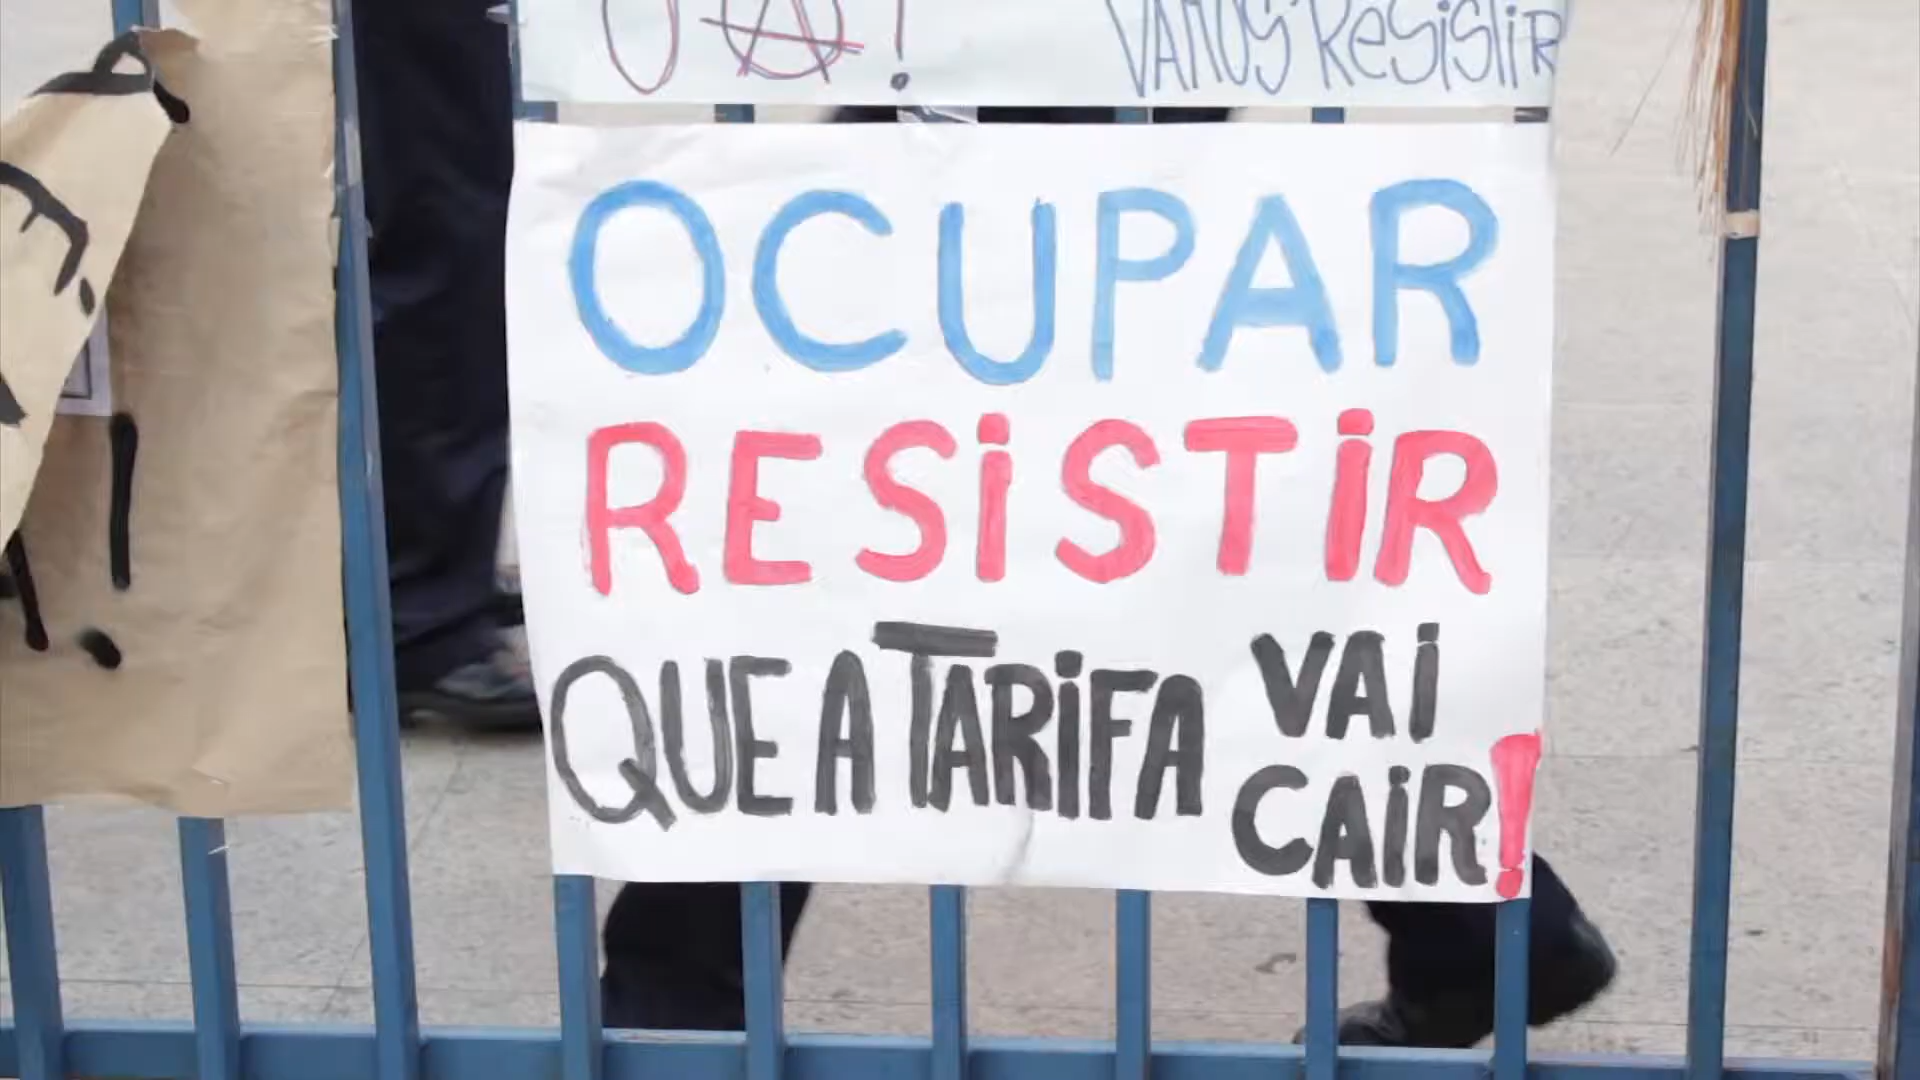 VAMOS RESISTIR
OCUPAR
RESISTIR
QUE A TARIFA VAI
CAIR!